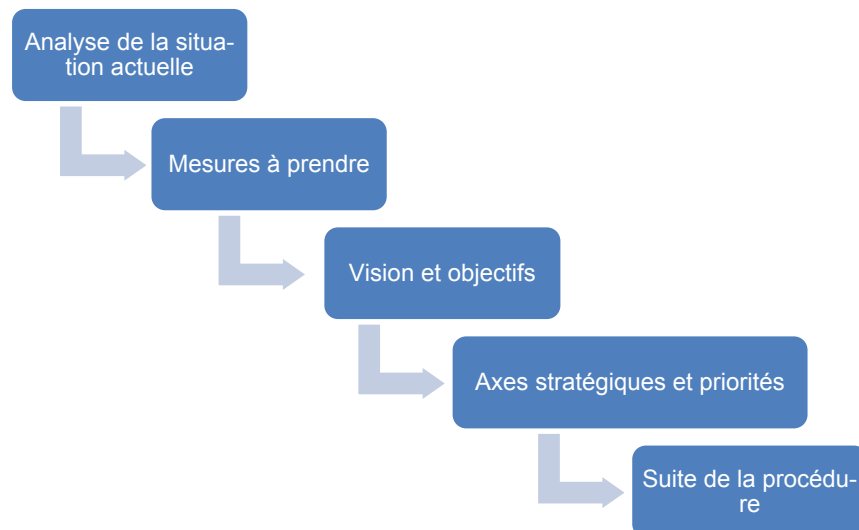 Analyse de la situa-
tion actuelle
Mesures à prendre
Vision et objectifs
Axes stratégiques et priorités
Suite de la procédu-
re